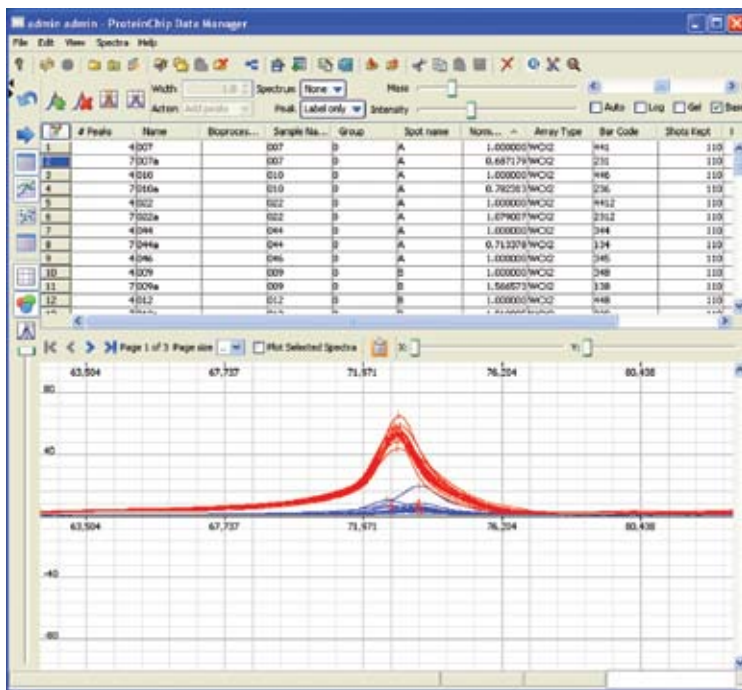 admin admin - ProteinChip Data Manager
File Edit View Spectra Help
Width 1.0 Spectrum None Mass
Action Add peaks Peak Label only Intensity Auto Log Gel
# Peaks Name Bioproces... Sample Na... Group Spot name Norm... Array Type Bar Code Shots Kept
1 4 007 007 0 A 1.000000 WCX2 441 110
2 7 007a 007 0 A 0.687179 WCX2 231 110
3 4 010 010 0 A 1.000000 WCX2 446 110
4 7 010a 010 0 A 0.782313 WCX2 236 110
5 4 022 022 0 A 1.000000 WCX2 4412 110
6 7 022a 022 0 A 1.079007 WCX2 2312 110
7 4 044 044 0 A 1.000000 WCX2 344 110
8 7 044a 044 0 A 0.713378 WCX2 134 110
9 4 046 046 0 A 1.000000 WCX2 345 110
10 4 009 009 0 B 1.000000 WCX2 348 110
11 7 009a 009 0 B 1.566573 WCX2 138 110
12 4 012 012 0 B 1.000000 WCX2 448 110
Page 1 of 3 Page size ... Plot Selected Spectra X: Y:
63,504 67,737 71,971 76,204 80,438
80
40
63,504 67,737 71,971 76,204 80,438
-40
-80